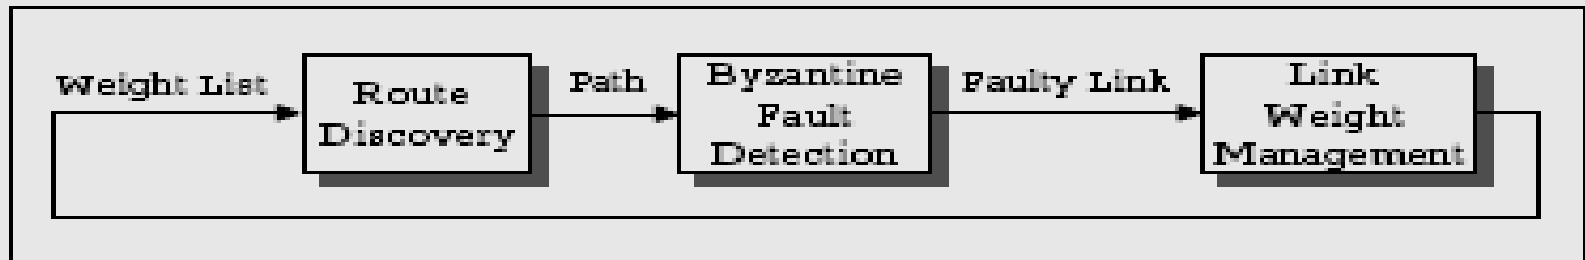 Weight List
Route
Discovery
Path
Byzantine
Fault
Detection
Faulty Link
Link
Weight
Management